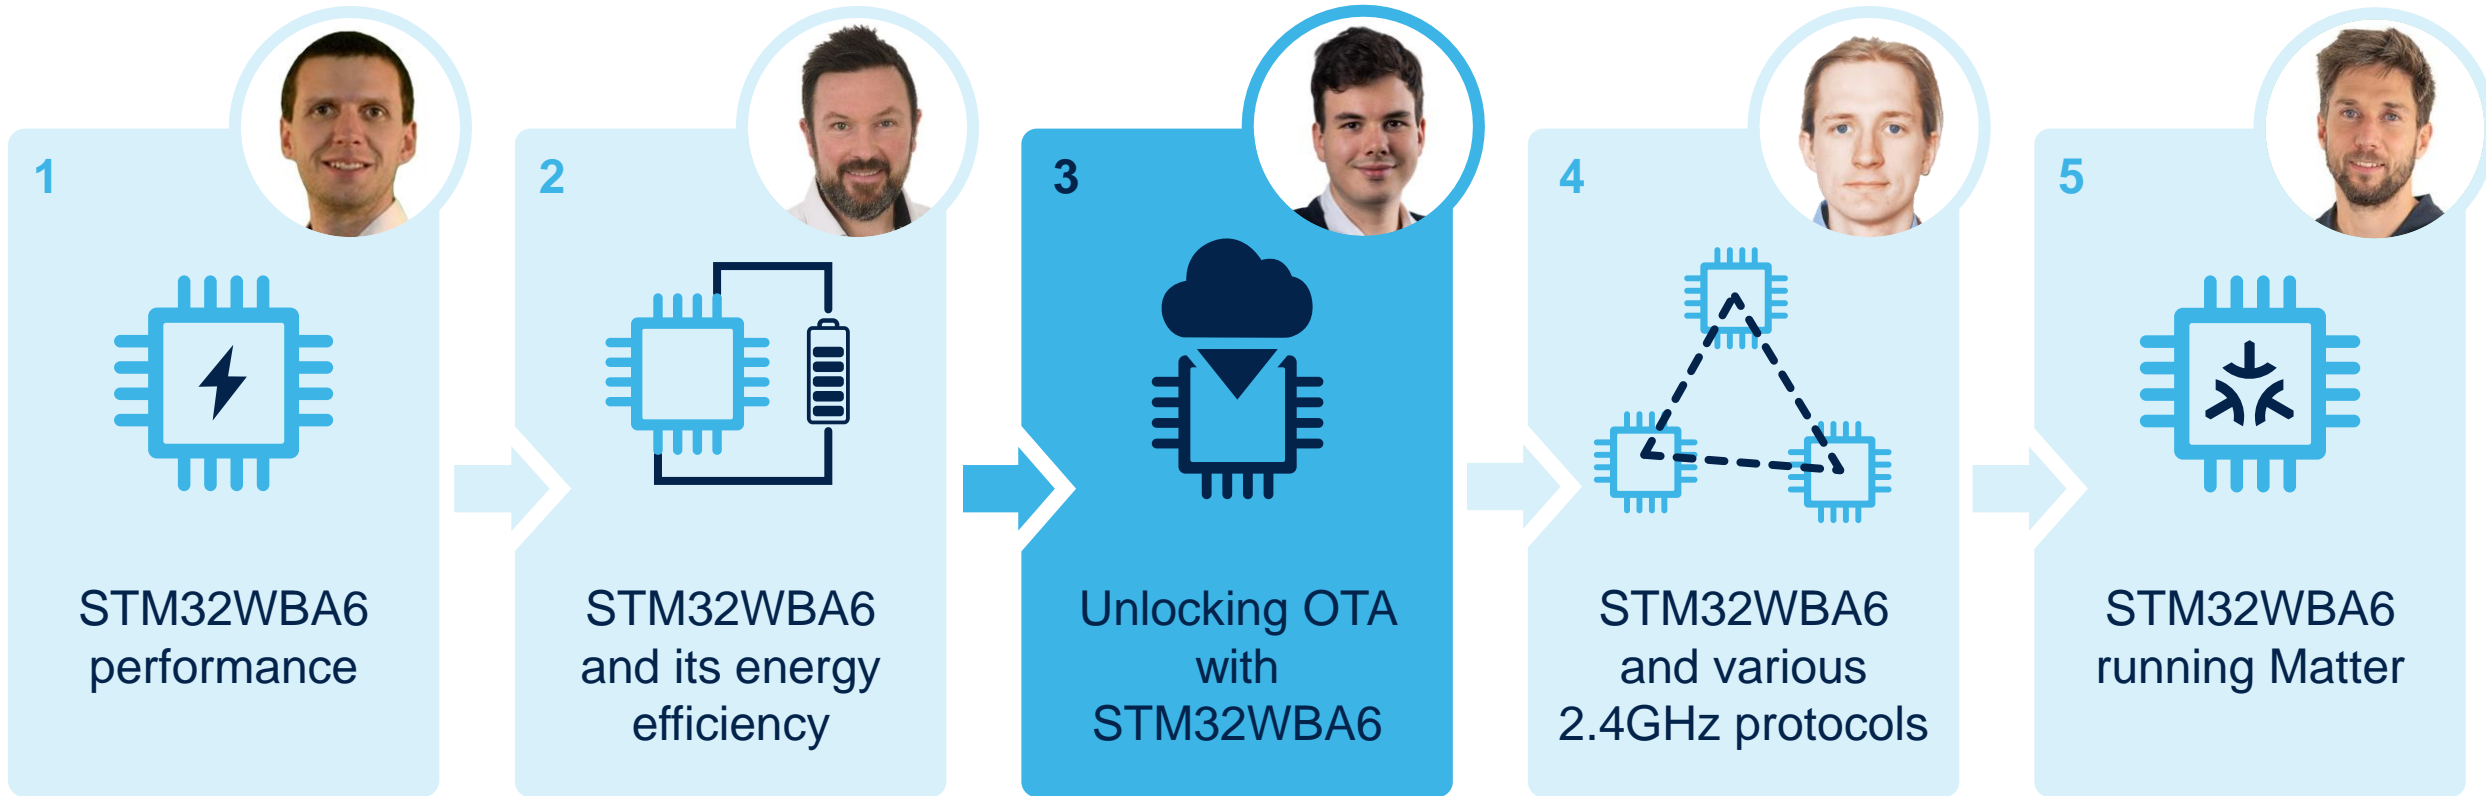 1
STM32WBA6
performance
2
STM32WBA6
and its energy
efficiency
3
Unlocking OTA
with
STM32WBA6
4
STM32WBA6
and various
2.4GHz protocols
5
STM32WBA6
running Matter